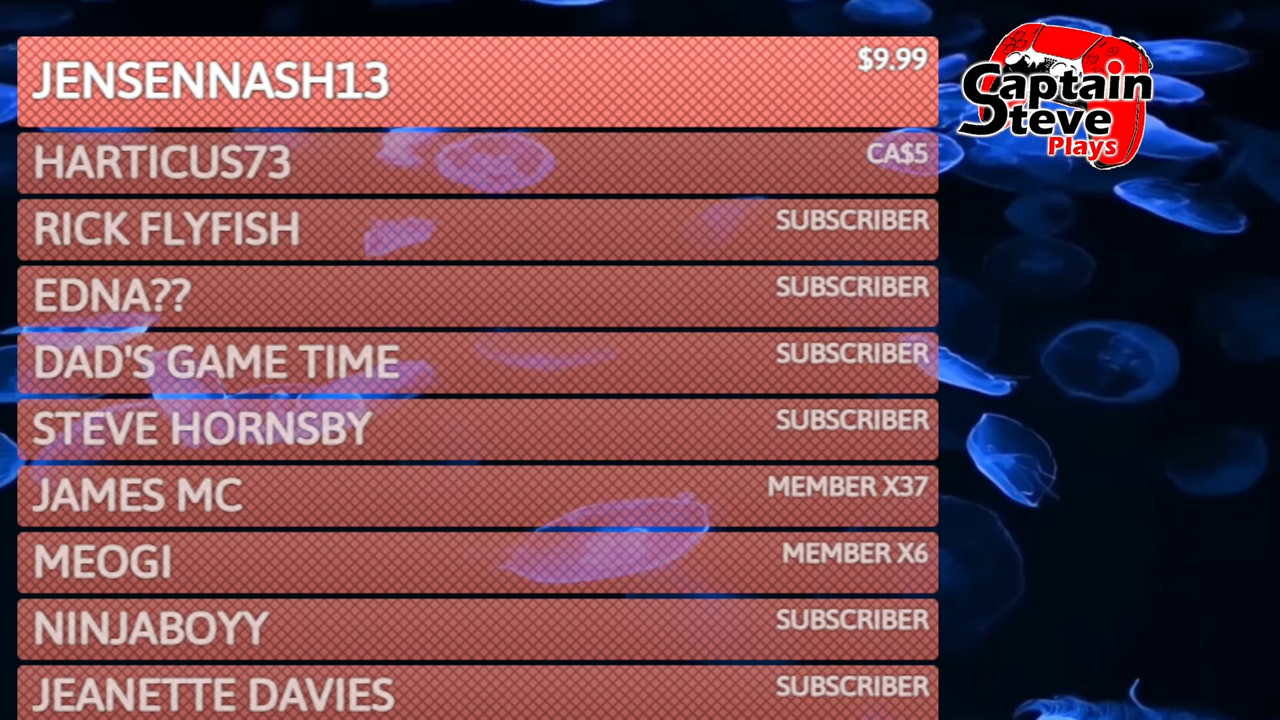 JENSENNASH13 $9.99
HARTICUS73 CA$5
RICK FLYFISH SUBSCRIBER
EDNA?? SUBSCRIBER
DAD'S GAME TIME SUBSCRIBER
STEVE HORNSBY SUBSCRIBER
JAMES MC MEMBER X37
MEOGI MEMBER X6
NINJABOYY SUBSCRIBER
JEANETTE DAVIES SUBSCRIBER
Captain
Steve
Plays